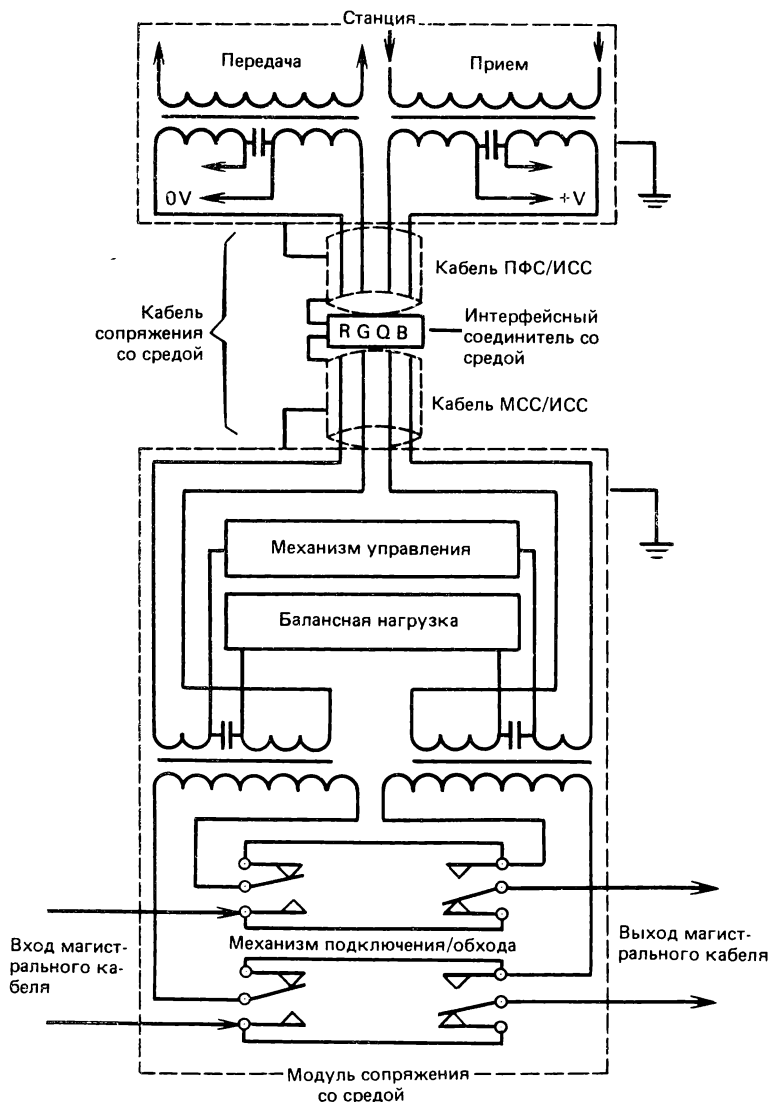 Станция
Передача
Прием
0V
+V
Кабель ПФС/ИСС
Кабель
сопряжения
со средой
R G Q B
Интерфейсный
соединитель со
средой
Кабель МСС/ИСС
Механизм управления
Балансная нагрузка
Вход магист-
рального ка-
беля
Механизм подключения/обхода
Выход магист-
рального кабеля
Модуль сопряжения
со средой